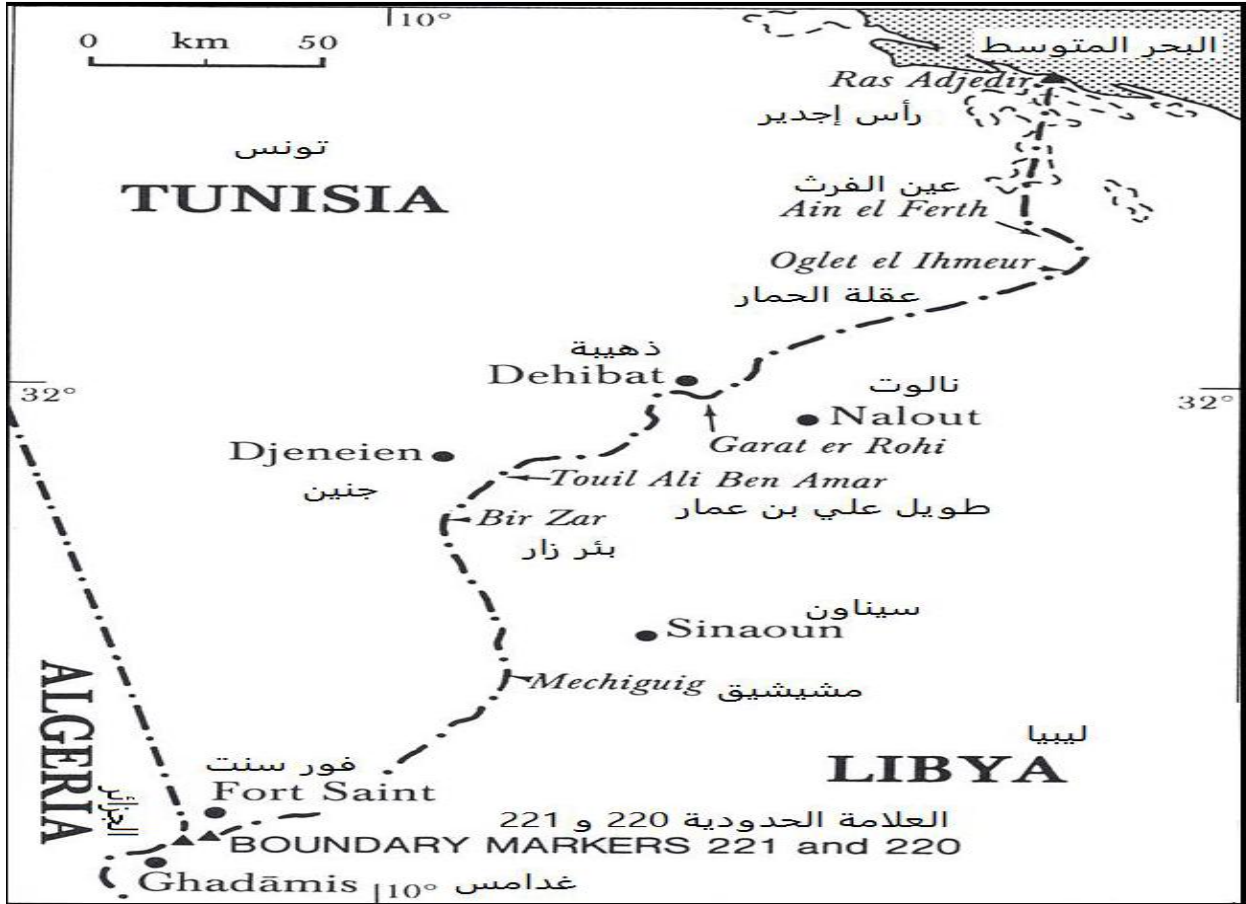 10°
0 km 50
البحر المتوسط
Ras Adjedir
رأس إجدير
تونس
TUNISIA
عين الفرث
Ain el Ferth
Oglet el Ihmeur
عقلة الحمار
ذهيبة
Dehibat
32°
نالوت
32°
Nalout
Garat er Rohi
Djeneien
جنين
Touil Ali Ben Amar
طويل علي بن عمار
Bir Zar
بئر زار
سيناون
Sinaoun
Mechiguig مشيشيق
ليبيا
LIBYA
ALGERIA
الجزائر
فور سنت
Fort Saint
العلامة الحدودية 220 و 221
BOUNDARY MARKERS 221 and 220
Ghadāmis
10°
غدامس